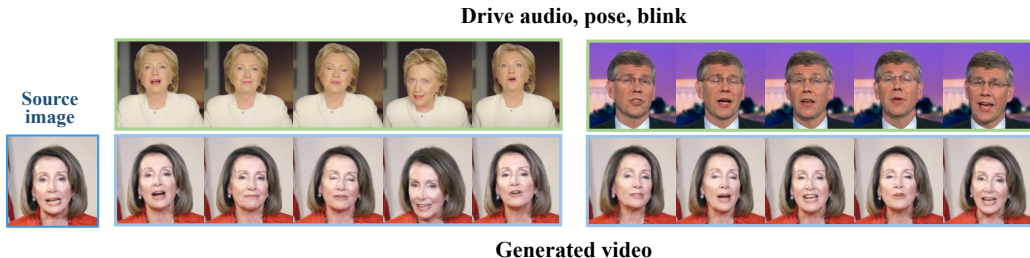 Drive audio, pose, blink
Source
image
Generated video